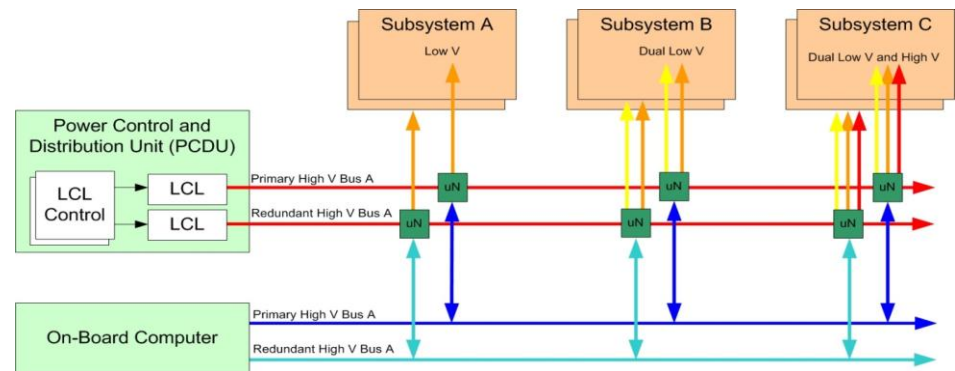 Subsystem A
Low V
Subsystem B
Dual Low V
Subsystem C
Dual Low V and High V
Power Control and
Distribution Unit (PCDU)
LCL
Control
LCL
LCL
Primary High V Bus A
Redundant High V Bus A
uN
uN
uN
uN
uN
uN
On-Board Computer
Primary High V Bus A
Redundant High V Bus A